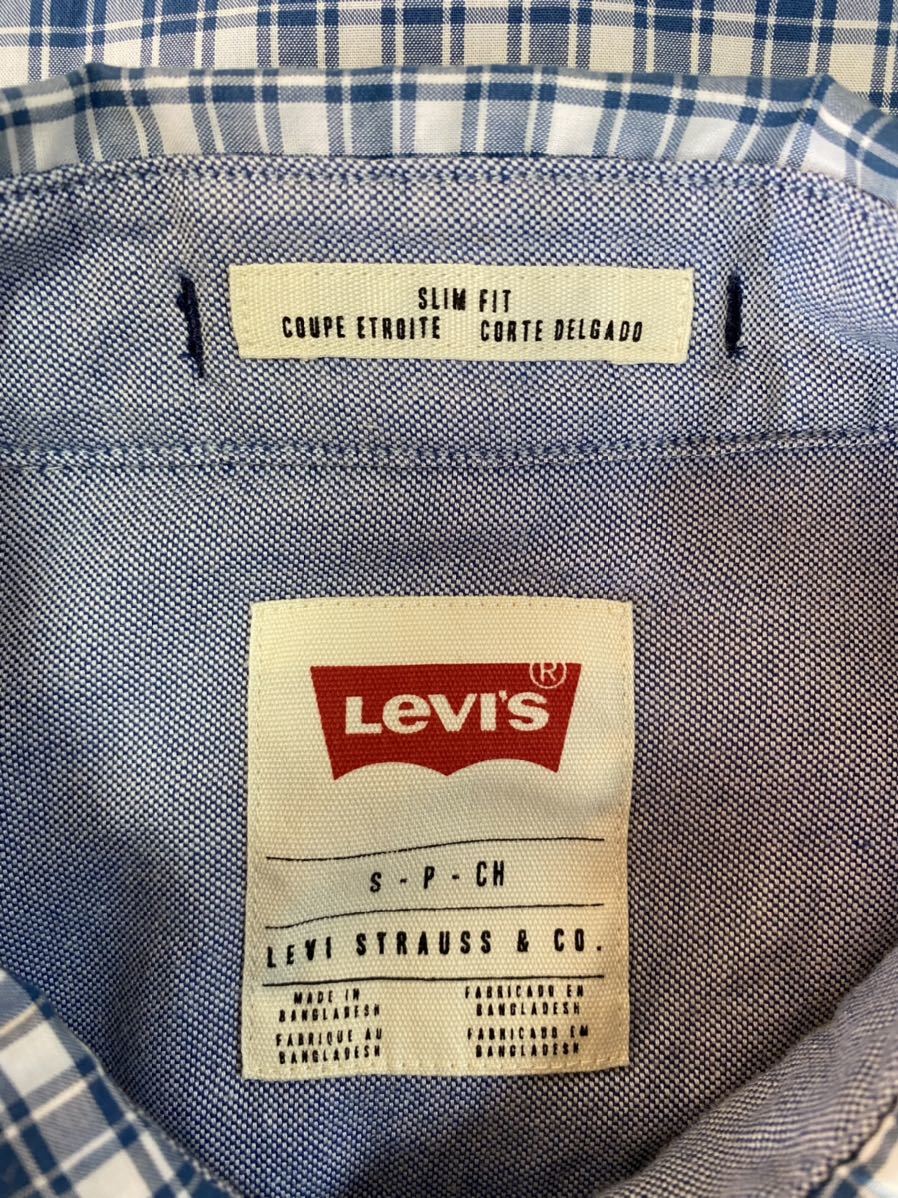 SLIM FIT
COUPE ETROITE CORTE DELGADO
LEVI'S®
S - P - CH
LEVI STRAUSS & CO.
MADE IN
BANGLADESH
FABRIQUE AU
BANGLADESH
FABRICADO EN
BANGLADESH
FABRICADO EM
BANGLADESH